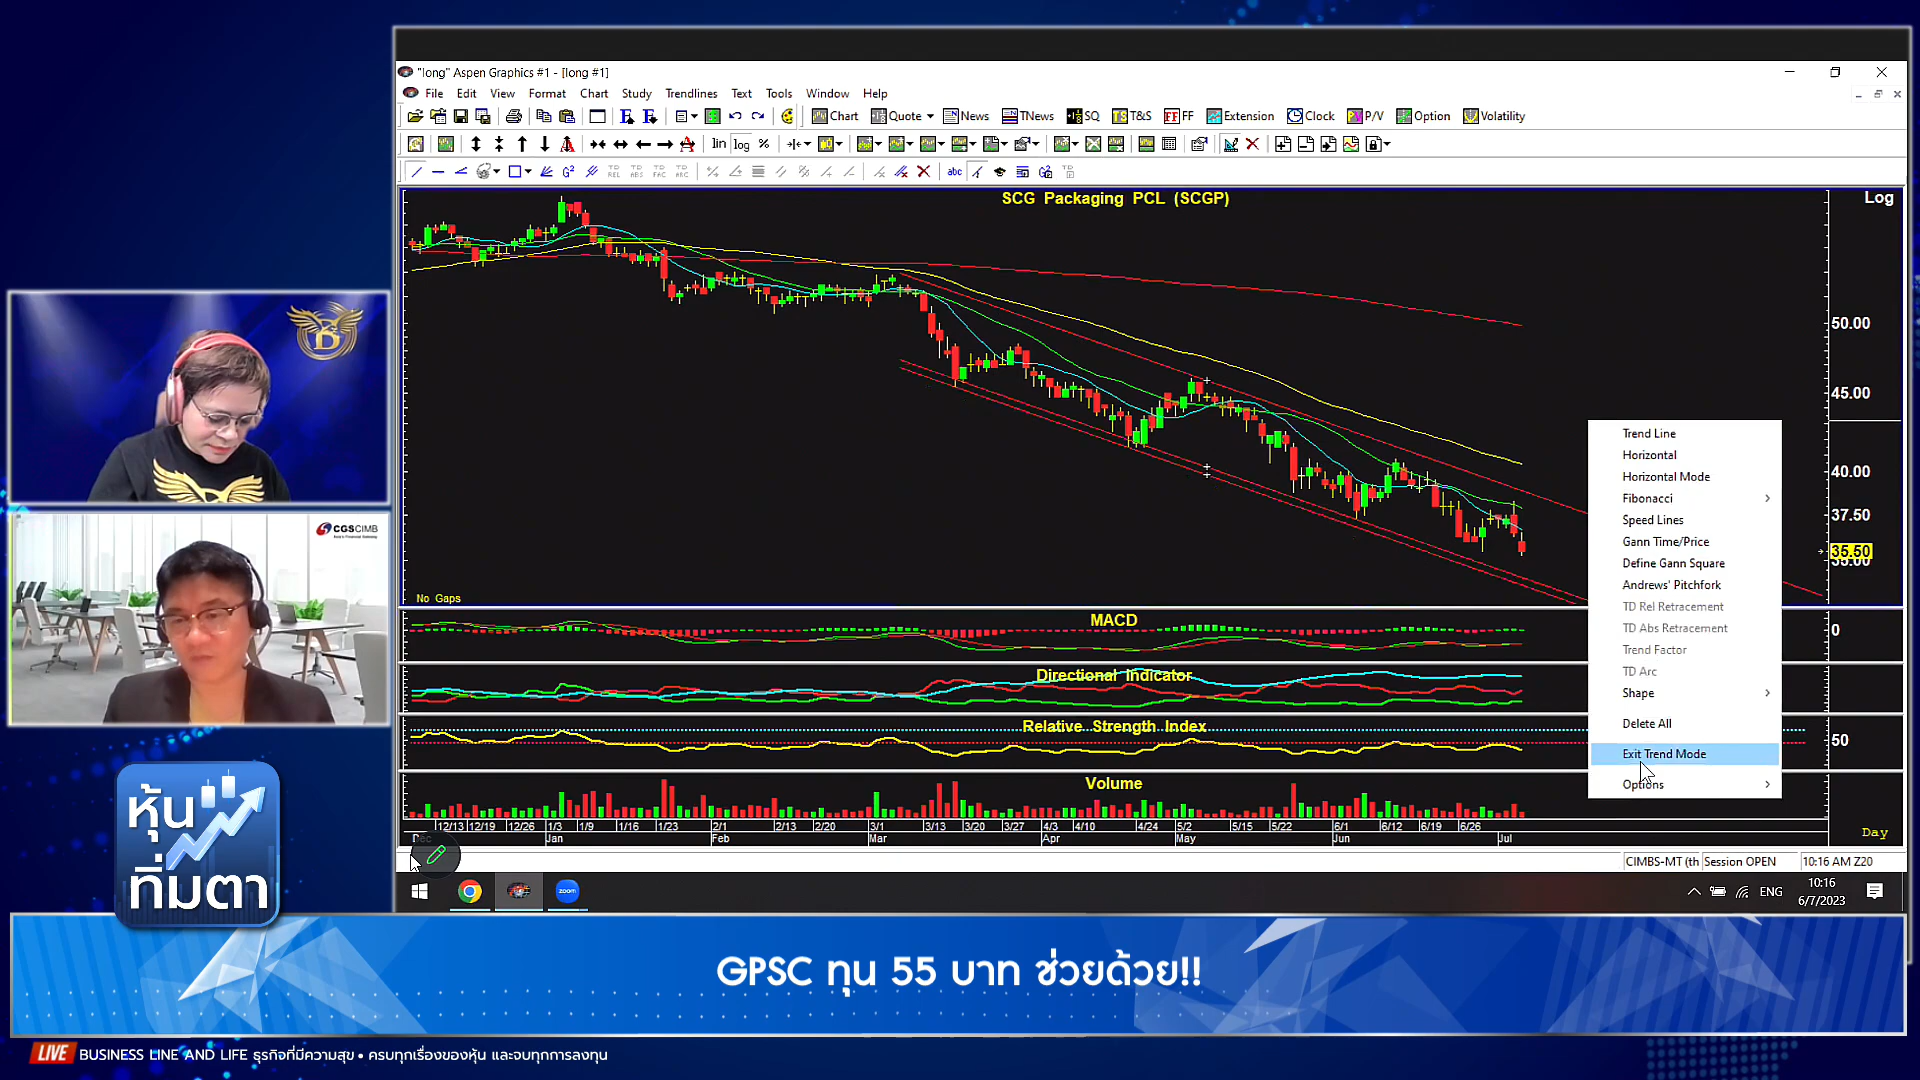 "long" Aspen Graphics #1 - [long #1]
File Edit View Format Chart Study Trendlines Text Tools Window Help
Chart Quote News TNews SQ T&S FF Extension Clock P/V Option Volatility
lin log %
abc
SCG Packaging PCL (SCGP)
Log
50.00
45.00
40.00
37.50
35.50
35.00
No Gaps
Trend Line
Horizontal
Horizontal Mode
Fibonacci
Speed Lines
Gann Time/Price
Define Gann Square
Andrews' Pitchfork
TD Rel Retracement
TD Abs Retracement
Trend Factor
TD Arc
Shape
Delete All
Exit Trend Mode
Options
MACD
0
Directional Indicator
Relative Strength Index
50
Volume
12/13 12/19 12/26 1/3 1/9 1/16 1/23 2/1 2/13 2/20 3/1 3/13 3/20 3/27 4/3 4/10 4/24 5/2 5/15 5/22 6/1 6/12 6/19 6/26
Dec Jan Feb Mar Apr May Jun Jul
Day
CIMBS-MT (th Session OPEN 10:16 AM Z20
zoom
ENG
10:16
6/7/2023
B
CGS CIMB
หุ้น
ทิ่มตา
GPSC ทุน 55 บาท ช่วยด้วย!!
LIVE BUSINESS LINE AND LIFE ธุรกิจที่มีความสุข • ครบทุกเรื่องของหุ้น และจบทุกการลงทุน